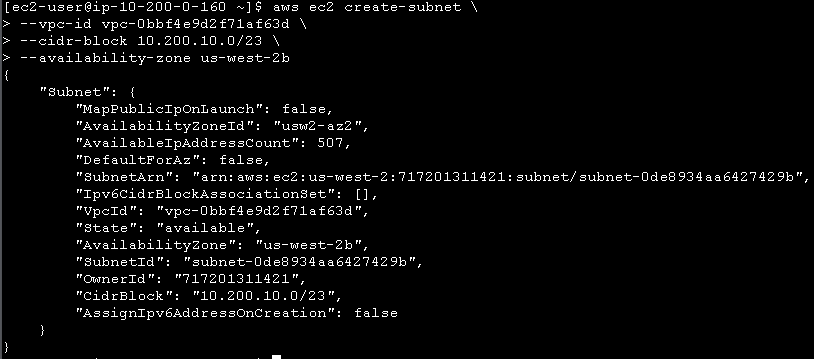 [ec2-user@ip-10-200-0-160 ~]$ aws ec2 create-subnet \
> --vpc-id vpc-0bbf4e9d2f71af63d \
> --cidr-block 10.200.10.0/23 \
> --availability-zone us-west-2b
{
    "Subnet": {
        "MapPublicIpOnLaunch": false,
        "AvailabilityZoneId": "usw2-az2",
        "AvailableIpAddressCount": 507,
        "DefaultForAz": false,
        "SubnetArn": "arn:aws:ec2:us-west-2:717201311421:subnet/subnet-0de8934aa6427429b",
        "Ipv6CidrBlockAssociationSet": [],
        "VpcId": "vpc-0bbf4e9d2f71af63d",
        "State": "available",
        "AvailabilityZone": "us-west-2b",
        "SubnetId": "subnet-0de8934aa6427429b",
        "OwnerId": "717201311421",
        "CidrBlock": "10.200.10.0/23",
        "AssignIpv6AddressOnCreation": false
    }
}